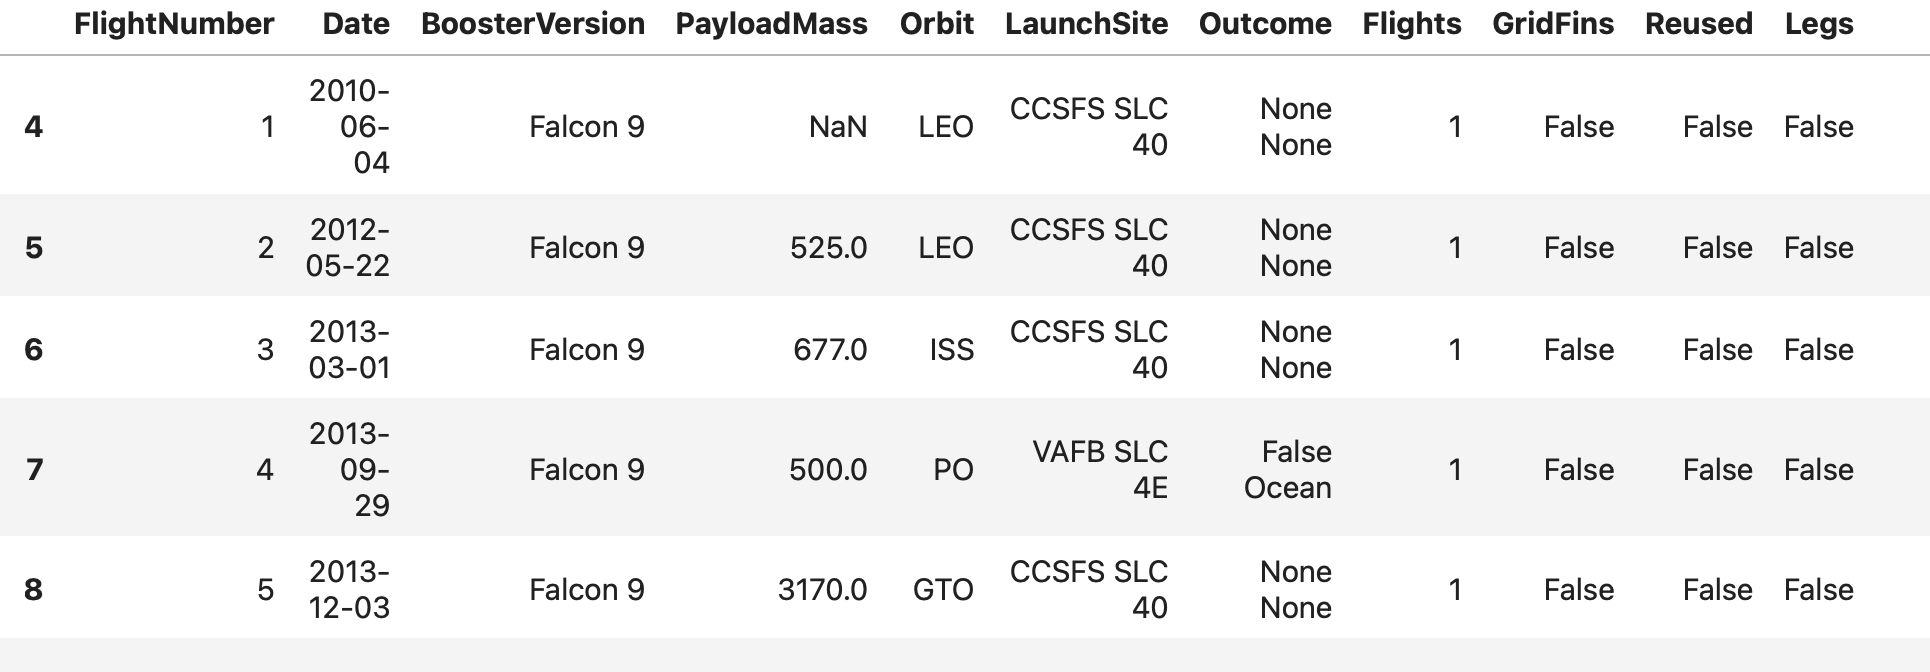 FlightNumber Date BoosterVersion PayloadMass Orbit LaunchSite Outcome Flights GridFins Reused Legs
4 1 2010-06-04 Falcon 9 NaN LEO CCSFS SLC 40 None None 1 False False False
5 2 2012-05-22 Falcon 9 525.0 LEO CCSFS SLC 40 None None 1 False False False
6 3 2013-03-01 Falcon 9 677.0 ISS CCSFS SLC 40 None None 1 False False False
7 4 2013-09-29 Falcon 9 500.0 PO VAFB SLC 4E False Ocean 1 False False False
8 5 2013-12-03 Falcon 9 3170.0 GTO CCSFS SLC 40 None None 1 False False False